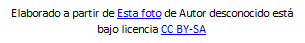 Elaborado a partir de Esta foto de Autor desconocido está
bajo licencia CC BY-SA